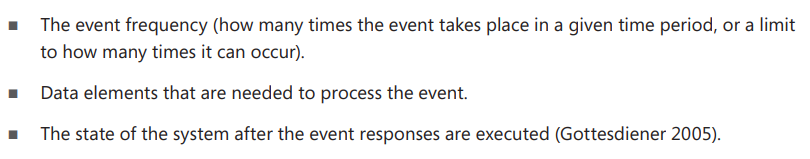 ■ The event frequency (how many times the event takes place in a given time period, or a limit
to how many times it can occur).
■ Data elements that are needed to process the event.
■ The state of the system after the event responses are executed (Gottesdiener 2005).